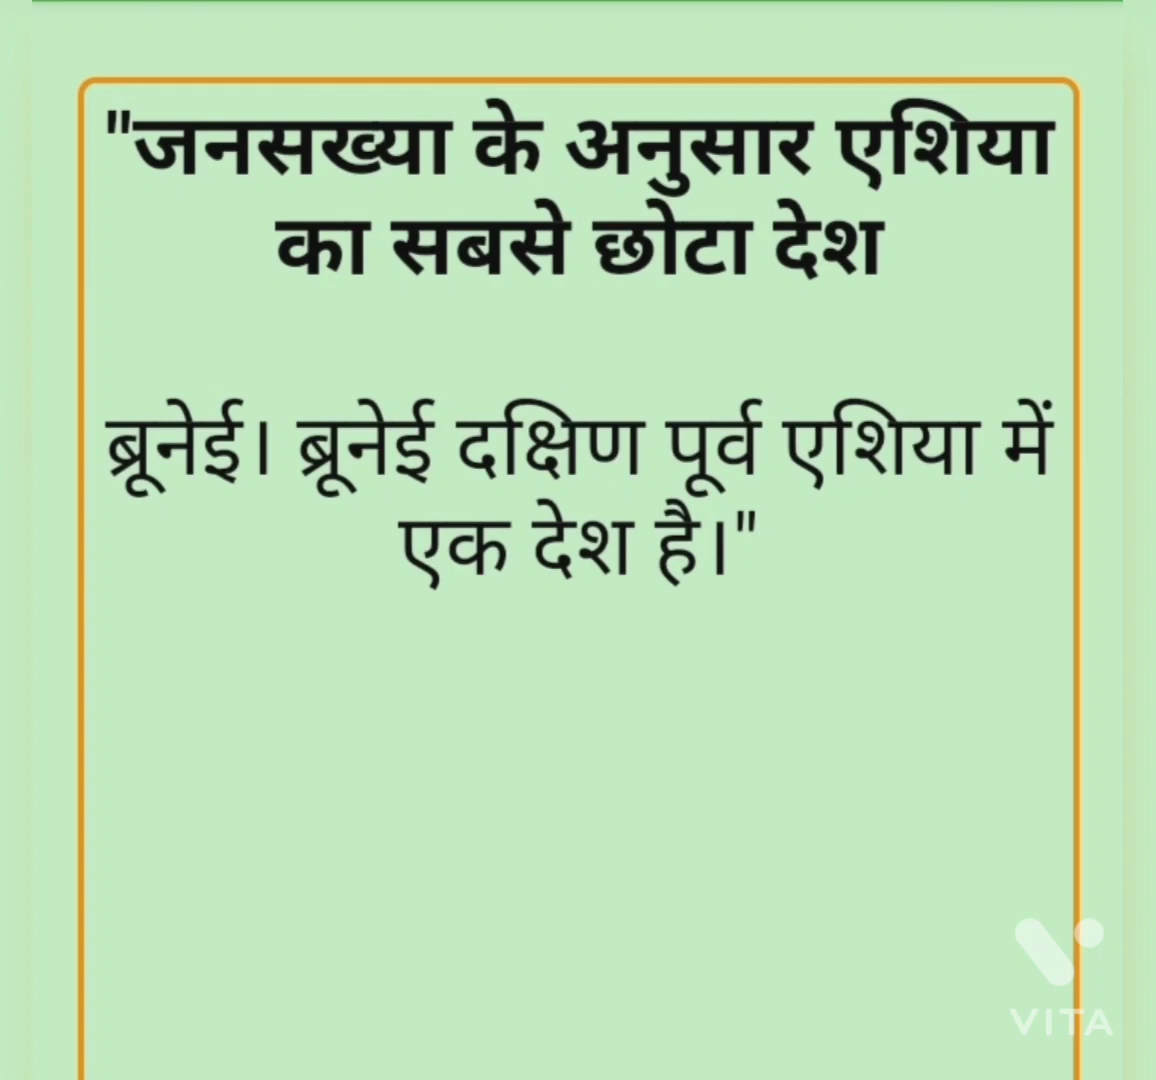 "जनसख्या के अनुसार एशिया
का सबसे छोटा देश
ब्रूनेई। ब्रूनेई दक्षिण पूर्व एशिया में
एक देश है।"
VITA